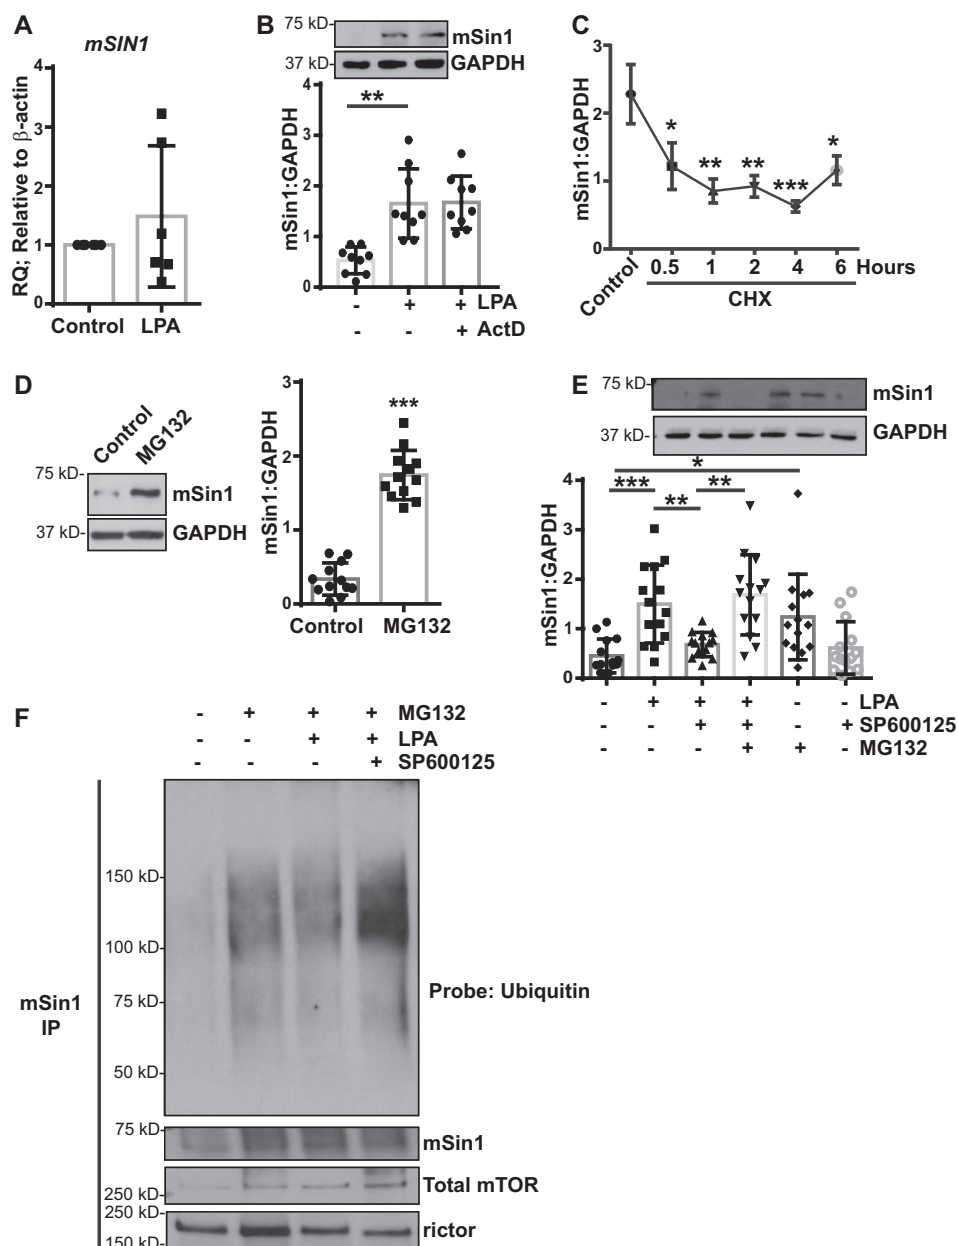 A
mSIN1
RQ; Relative to β-actin
4
3
2
1
0
Control LPA
B
75 kD-
mSin1
37 kD-
GAPDH
mSin1:GAPDH
4
3
2
1
0
**
- + + LPA
- - + ActD
C
mSin1:GAPDH
3
2
1
0
*
**
**
***
*
Control 0.5 1 2 4 6 Hours
CHX
D
Control
MG132
75 kD-
mSin1
37 kD-
GAPDH
mSin1:GAPDH
3
2
1
0
***
Control MG132
E
75 kD-
mSin1
37 kD-
GAPDH
mSin1:GAPDH
4
3
2
1
0
*
*** **
**
- + + + - - LPA
- - + + - + SP600125
- - - + + - MG132
F
- + + + MG132
- - + + LPA
- - - + SP600125
mSin1
IP
150 kD-
100 kD-
75 kD-
50 kD-
Probe: Ubiquitin
75 kD-
mSin1
Total mTOR
250 kD-
250 kD-
rictor
150 kD-